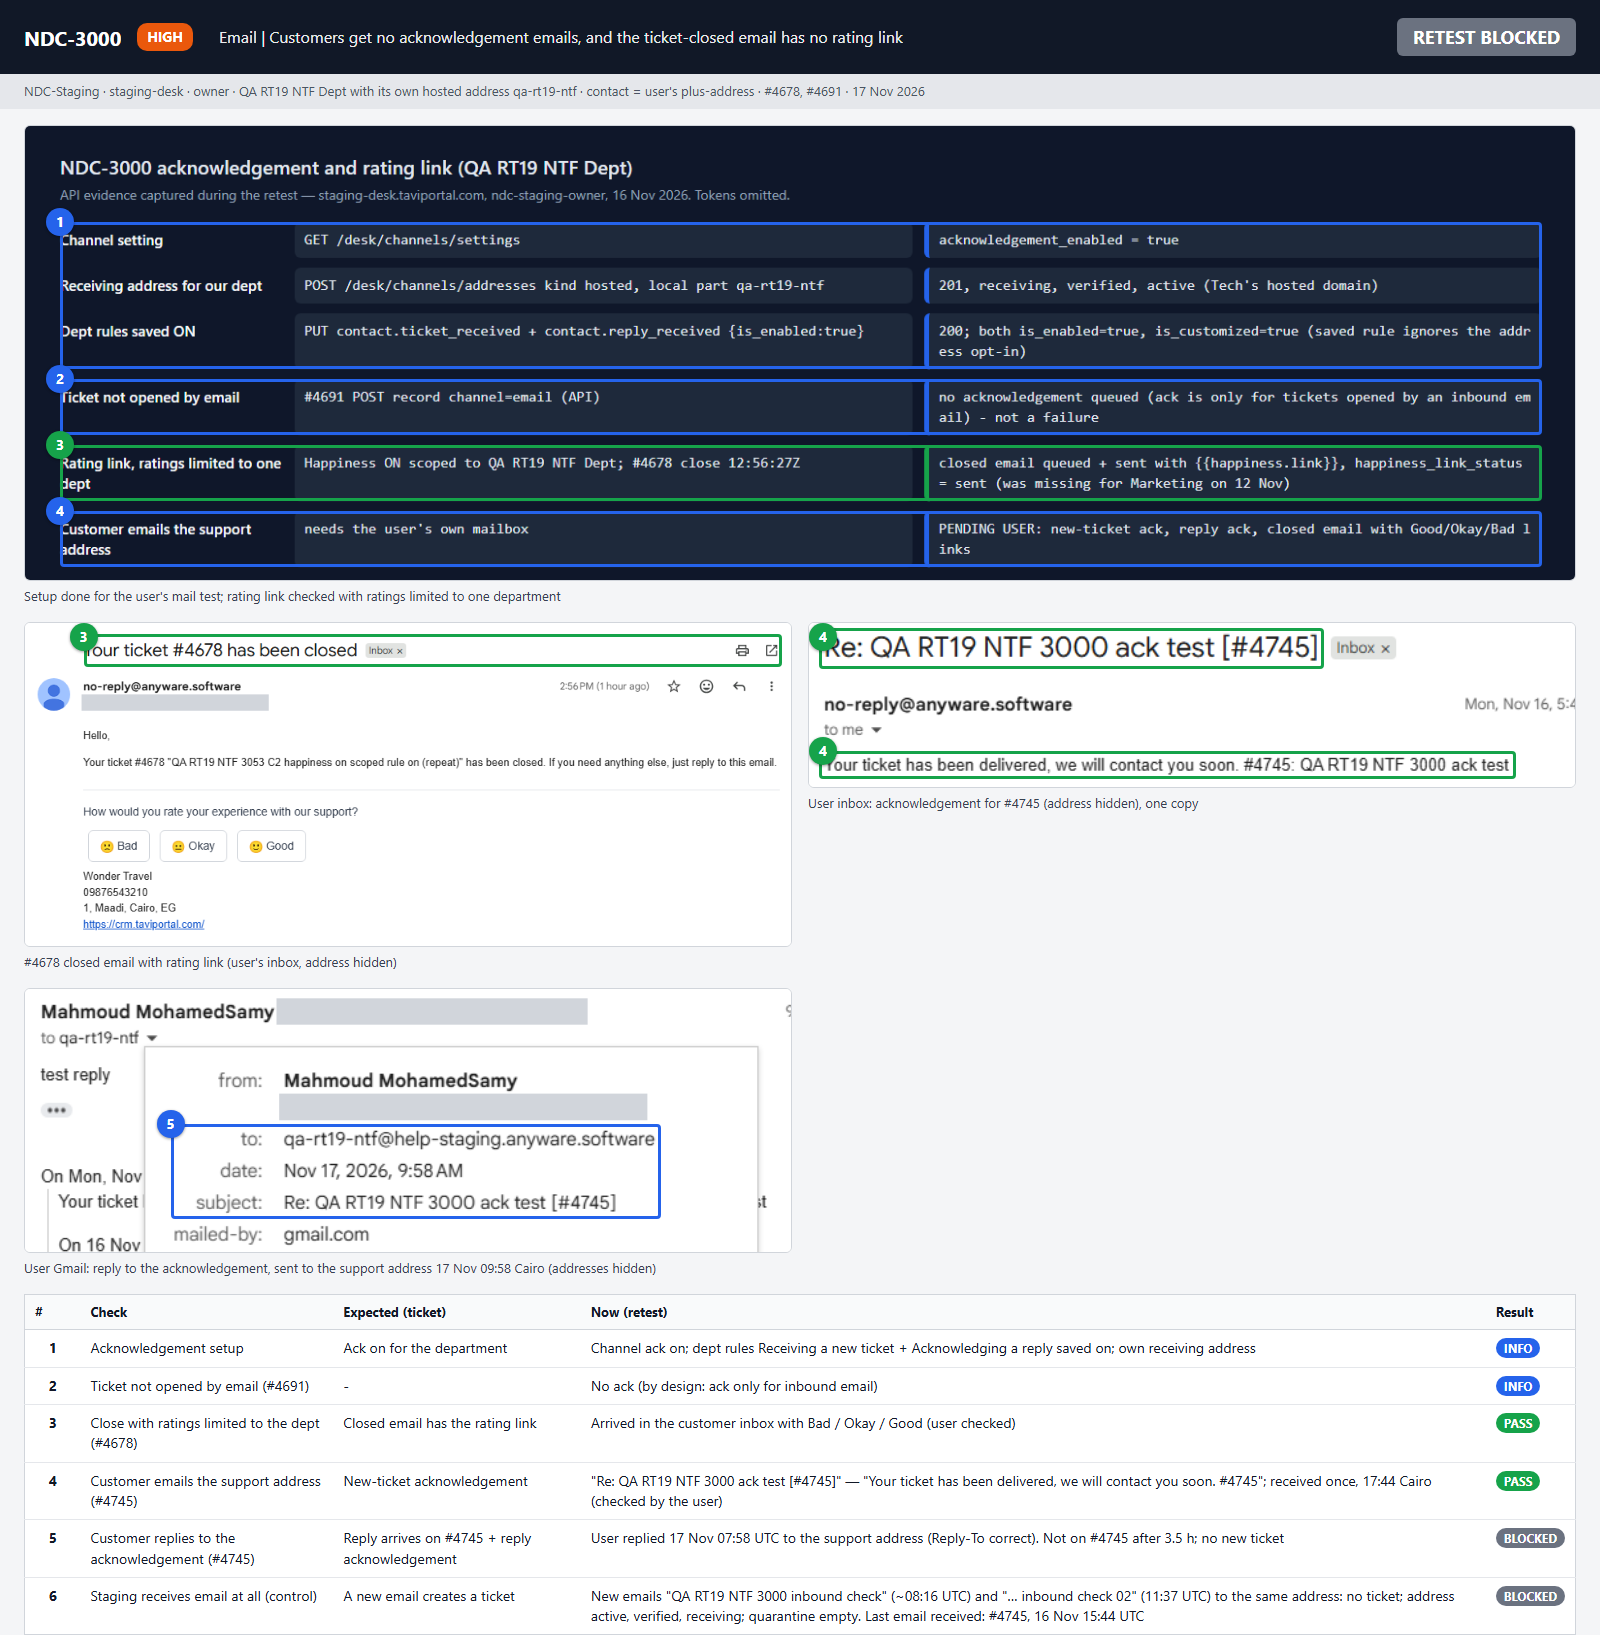 NDC-3000 HIGH Email | Customers get no acknowledgement emails, and the ticket-closed email has no rating link RETEST BLOCKED
NDC-Staging · staging-desk · owner · QA RT19 NTF Dept with its own hosted address qa-rt19-ntf · contact = user's plus-address · #4678, #4691 · 17 Nov 2026
NDC-3000 acknowledgement and rating link (QA RT19 NTF Dept)
API evidence captured during the retest — staging-desk.taviportal.com, ndc-staging-owner, 16 Nov 2026. Tokens omitted.
1
Channel setting GET /desk/channels/settings acknowledgement_enabled = true
Receiving address for our dept POST /desk/channels/addresses kind hosted, local part qa-rt19-ntf 201, receiving, verified, active (Tech's hosted domain)
Dept rules saved ON PUT contact.ticket_received + contact.reply_received {is_enabled:true} 200; both is_enabled=true, is_customized=true (saved rule ignores the addr
ess opt-in)
2
Ticket not opened by email #4691 POST record channel=email (API) no acknowledgement queued (ack is only for tickets opened by an inbound em
ail) - not a failure
3
Rating link, ratings limited to one Happiness ON scoped to QA RT19 NTF Dept; #4678 close 12:56:27Z closed email queued + sent with {{happiness.link}}, happiness_link_status
dept = sent (was missing for Marketing on 12 Nov)
4
Customer emails the support needs the user's own mailbox PENDING USER: new-ticket ack, reply ack, closed email with Good/Okay/Bad l
address inks
Setup done for the user's mail test; rating link checked with ratings limited to one department
3
Your ticket #4678 has been closed Inbox ×
no-reply@anyware.software 2:56 PM (1 hour ago)
Hello,
Your ticket #4678 "QA RT19 NTF 3053 C2 happiness on scoped rule on (repeat)" has been closed. If you need anything else, just reply to this email.
How would you rate your experience with our support?
Bad Okay Good
Wonder Travel
09876543210
1, Maadi, Cairo, EG
https://crm.taviportal.com/
#4678 closed email with rating link (user's inbox, address hidden)
4
Re: QA RT19 NTF 3000 ack test [#4745] Inbox ×
no-reply@anyware.software Mon, Nov 16, 5:4
to me
4
Your ticket has been delivered, we will contact you soon. #4745: QA RT19 NTF 3000 ack test
User inbox: acknowledgement for #4745 (address hidden), one copy
Mahmoud MohamedSamy
to qa-rt19-ntf
test reply
from: Mahmoud MohamedSamy
5
to: qa-rt19-ntf@help-staging.anyware.software
date: Nov 17, 2026, 9:58 AM
On Mon, Nov
subject: Re: QA RT19 NTF 3000 ack test [#4745]
Your ticket st
mailed-by: gmail.com
On 16 Nov
User Gmail: reply to the acknowledgement, sent to the support address 17 Nov 09:58 Cairo (addresses hidden)
# Check Expected (ticket) Now (retest) Result
1 Acknowledgement setup Ack on for the department Channel ack on; dept rules Receiving a new ticket + Acknowledging a reply saved on; own receiving address INFO
2 Ticket not opened by email (#4691) - No ack (by design: ack only for inbound email) INFO
3 Close with ratings limited to the dept Closed email has the rating link Arrived in the customer inbox with Bad / Okay / Good (user checked) PASS
(#4678)
4 Customer emails the support address New-ticket acknowledgement "Re: QA RT19 NTF 3000 ack test [#4745]" — "Your ticket has been delivered, we will contact you soon. #4745"; received once, 17:44 Cairo PASS
(#4745) (checked by the user)
5 Customer replies to the Reply arrives on #4745 + reply User replied 17 Nov 07:58 UTC to the support address (Reply-To correct). Not on #4745 after 3.5 h; no new ticket BLOCKED
acknowledgement (#4745) acknowledgement
6 Staging receives email at all (control) A new email creates a ticket New emails "QA RT19 NTF 3000 inbound check" (~08:16 UTC) and "... inbound check 02" (11:37 UTC) to the same address: no ticket; address BLOCKED
active, verified, receiving; quarantine empty. Last email received: #4745, 16 Nov 15:44 UTC